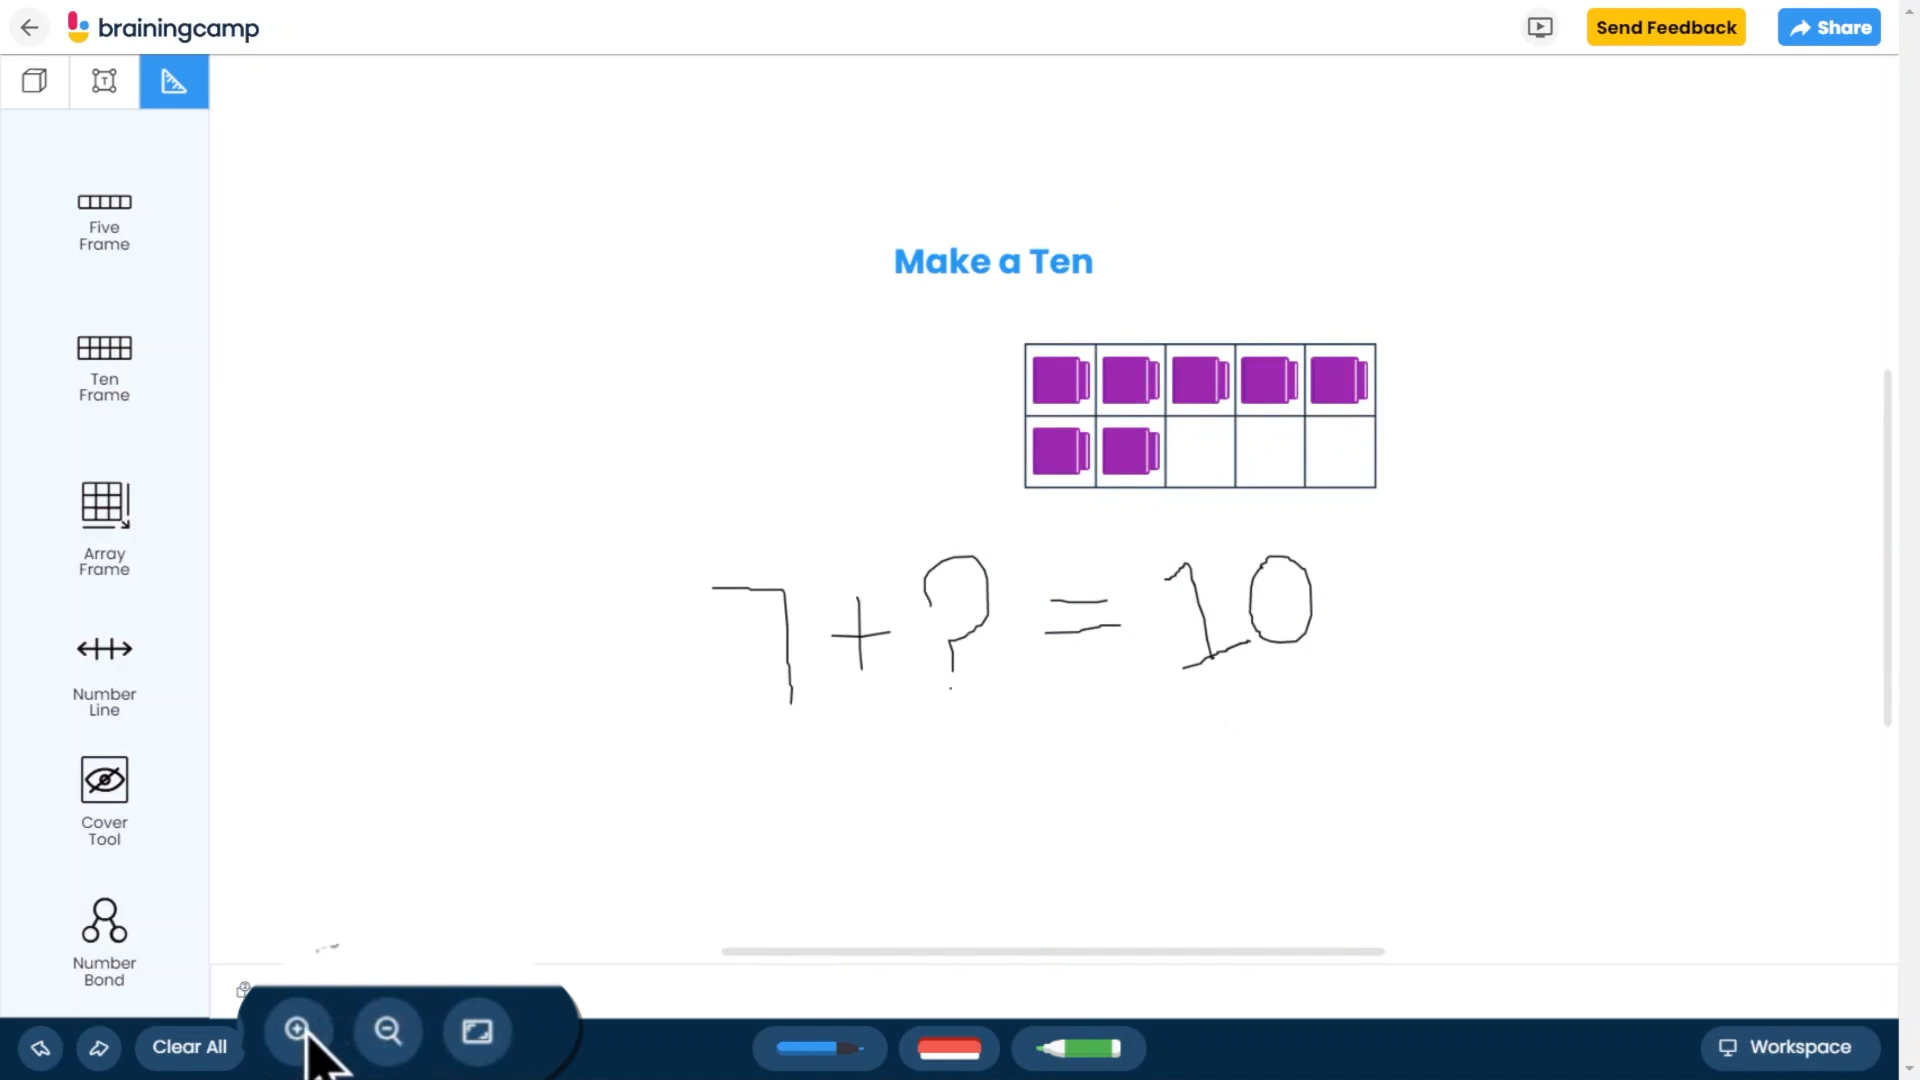 brainingcamp
Send Feedback
Share
T
Five
Frame
Ten
Frame
Array
Frame
Number
Line
Cover
Tool
Number
Bond
Make a Ten
7 + ? = 10
Clear All
Workspace